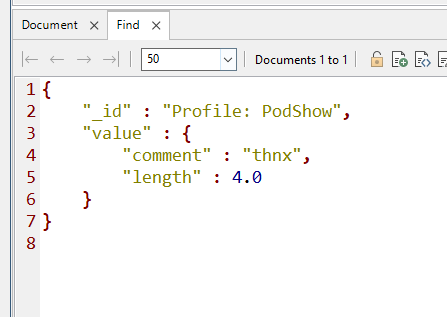 Document × Find ×
50 Documents 1 to 1
1 {
2 "_id" : "Profile: PodShow",
3 "value" : {
4 "comment" : "thnx",
5 "length" : 4.0
6 }
7 }
8